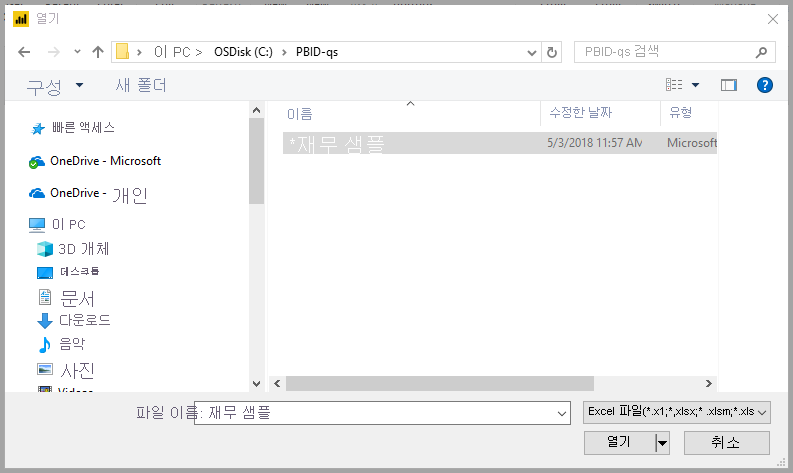 열기
이 PC > OSDisk (C:) > PBID-qs
PBID-qs 검색
구성
새 폴더
이름
수정한 날짜
유형
*재무 샘플
5/3/2018 11:57 AM
Microsoft
빠른 액세스
OneDrive - Microsoft
OneDrive - 개인
이 PC
3D 개체
데스크톱
문서
다운로드
음악
사진
Videos
파일 이름: 재무 샘플
Excel 파일(*.x1;*,xlsx;* .xlsm;*.xls
열기
취소